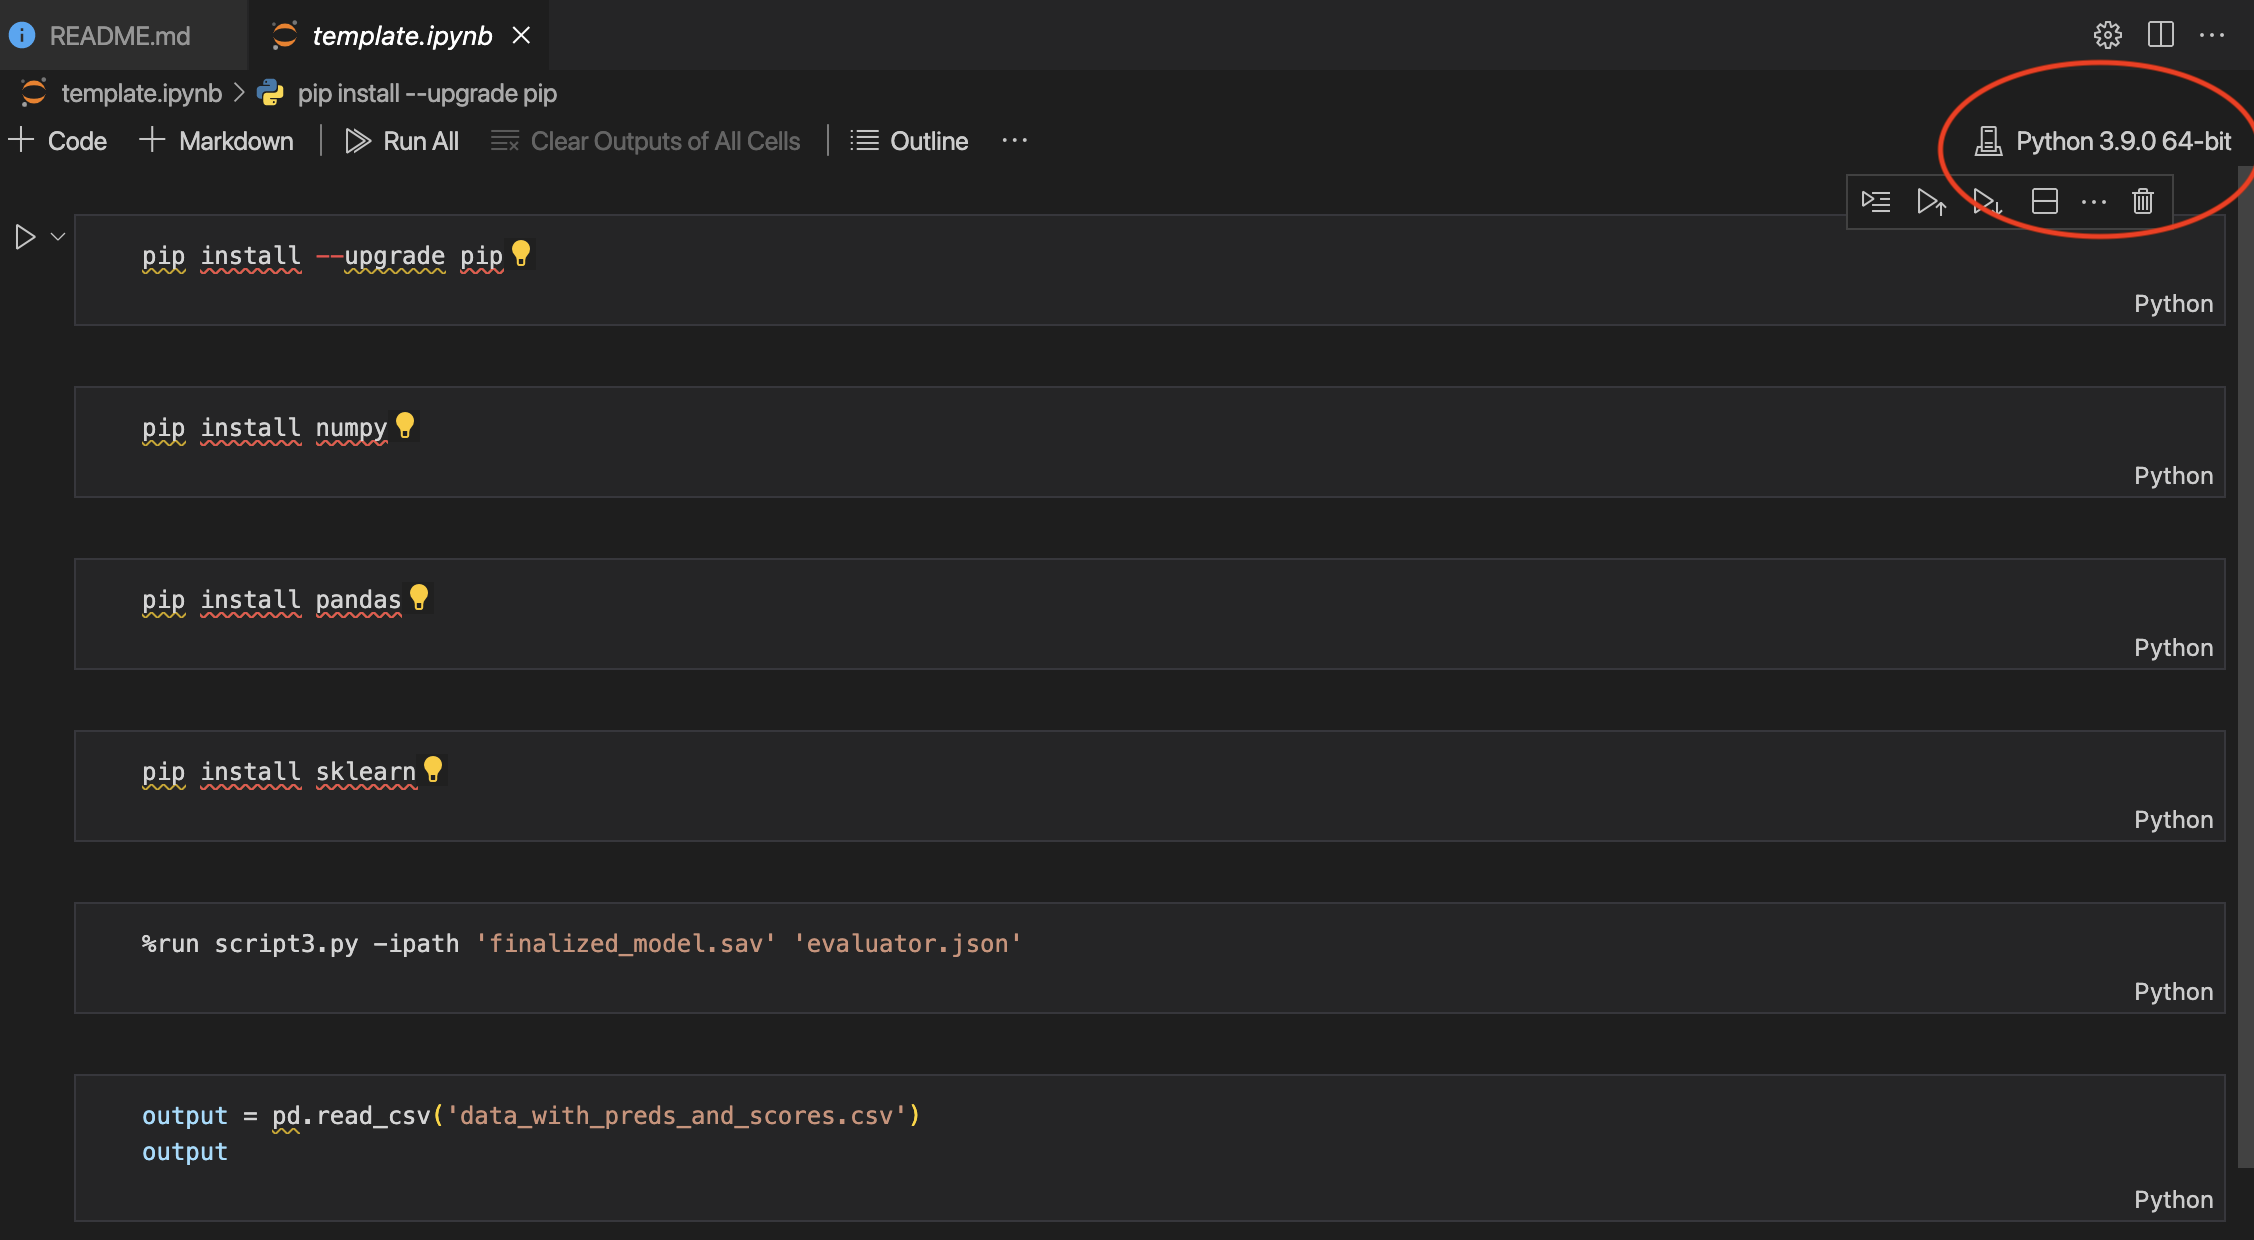 README.md template.ipynb
template.ipynb > pip install --upgrade pip
+ Code + Markdown Run All Clear Outputs of All Cells Outline ... Python 3.9.0 64-bit
pip install --upgrade pip
Python
pip install numpy
Python
pip install pandas
Python
pip install sklearn
Python
%run script3.py -ipath 'finalized_model.sav' 'evaluator.json'
Python
output = pd.read_csv('data_with_preds_and_scores.csv')
output
Python